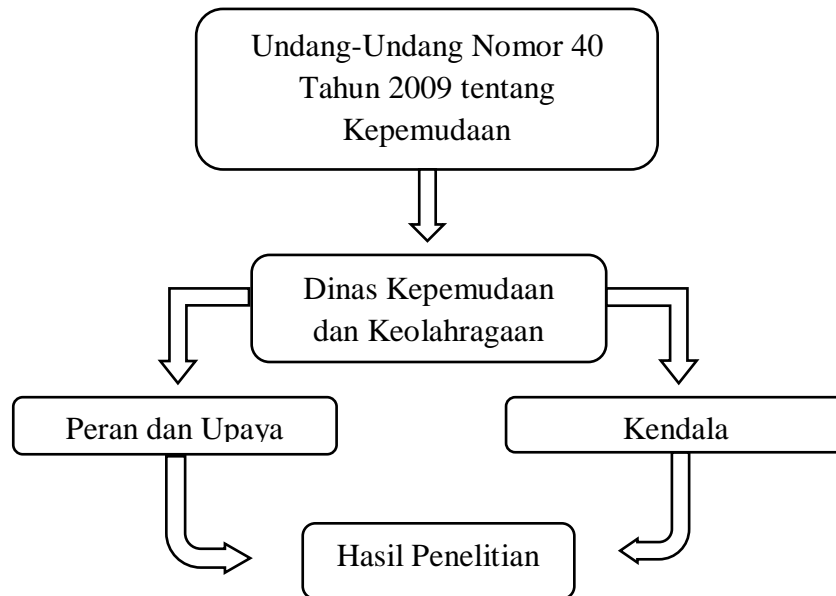 Undang-Undang Nomor 40
Tahun 2009 tentang
Kepemudaan
Dinas Kepemudaan
dan Keolahragaan
Peran dan Upaya
Kendala
Hasil Penelitian